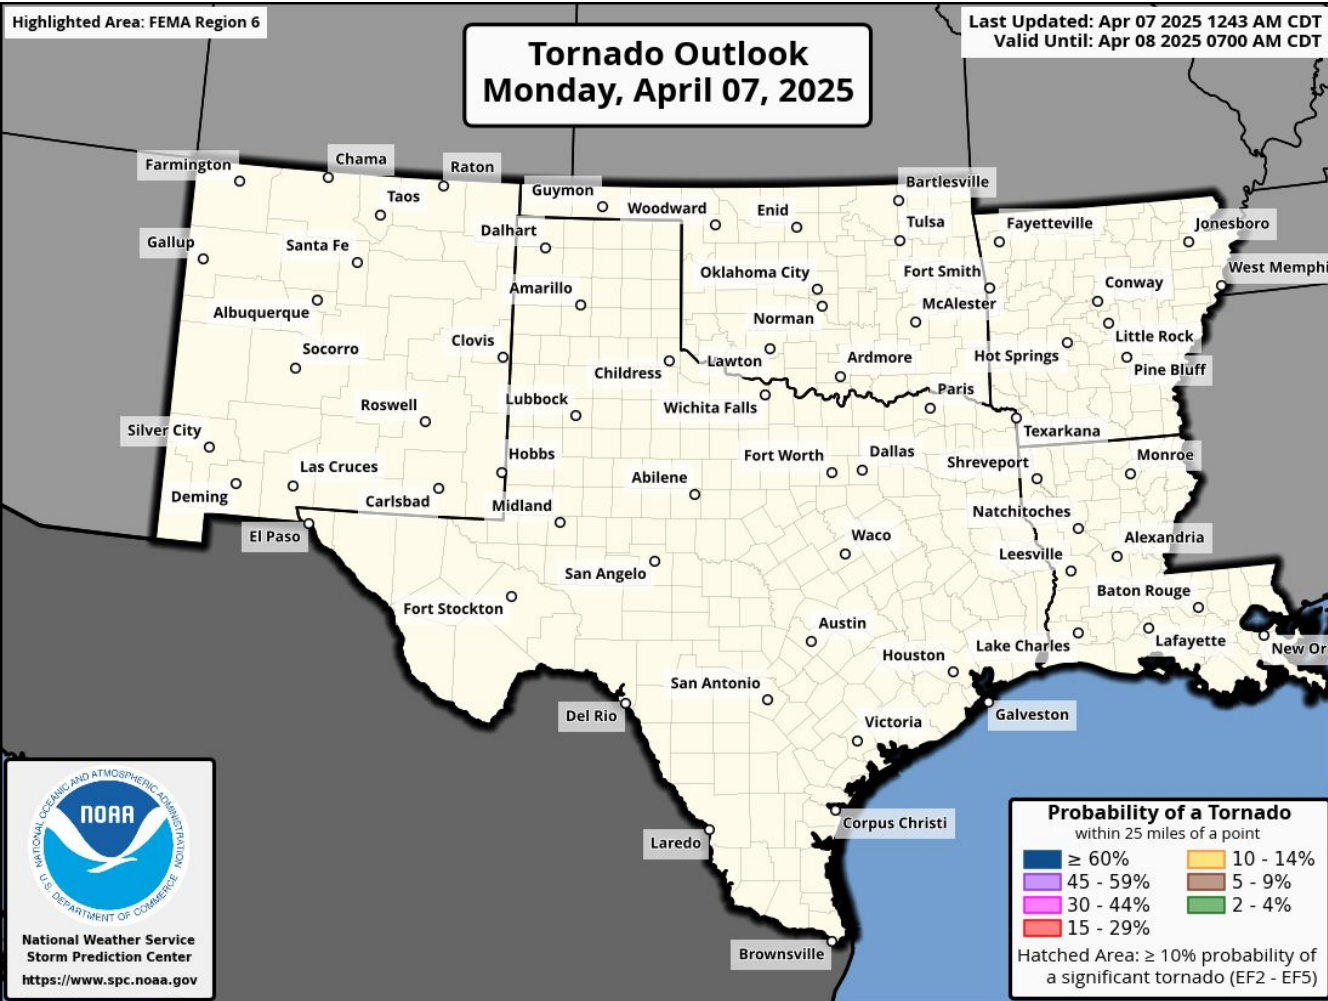 Highlighted Area: FEMA Region 6
Last Updated: Apr 07 2025 1243 AM CDT
Valid Until: Apr 08 2025 0700 AM CDT
Tornado Outlook
Monday, April 07, 2025
Farmington
Chama
Raton
Taos
Guymon
Woodward
Enid
Bartlesville
Tulsa
Fayetteville
Jonesboro
Gallup
Santa Fe
Dalhart
Oklahoma City
Fort Smith
West Memphi
Amarillo
Conway
Albuquerque
Norman
McAlester
Socorro
Clovis
Little Rock
Childress
Lawton
Ardmore
Hot Springs
Pine Bluff
Roswell
Lubbock
Wichita Falls
Paris
Silver City
Texarkana
Las Cruces
Hobbs
Fort Worth
Dallas
Shreveport
Monroe
Deming
Carlsbad
Abilene
Midland
Natchitoches
El Paso
Waco
Alexandria
San Angelo
Leesville
Fort Stockton
Baton Rouge
Austin
Lake Charles
Lafayette
New Or
Houston
San Antonio
Del Rio
Victoria
Galveston
Corpus Christi
Laredo
Brownsville
NATIONAL OCEANIC AND ATMOSPHERIC ADMINISTRATION
NOAA
U.S. DEPARTMENT OF COMMERCE
National Weather Service
Storm Prediction Center
https://www.spc.noaa.gov
Probability of a Tornado
within 25 miles of a point
≥ 60%
45 - 59%
30 - 44%
15 - 29%
10 - 14%
5 - 9%
2 - 4%
Hatched Area: ≥ 10% probability of
a significant tornado (EF2 - EF5)